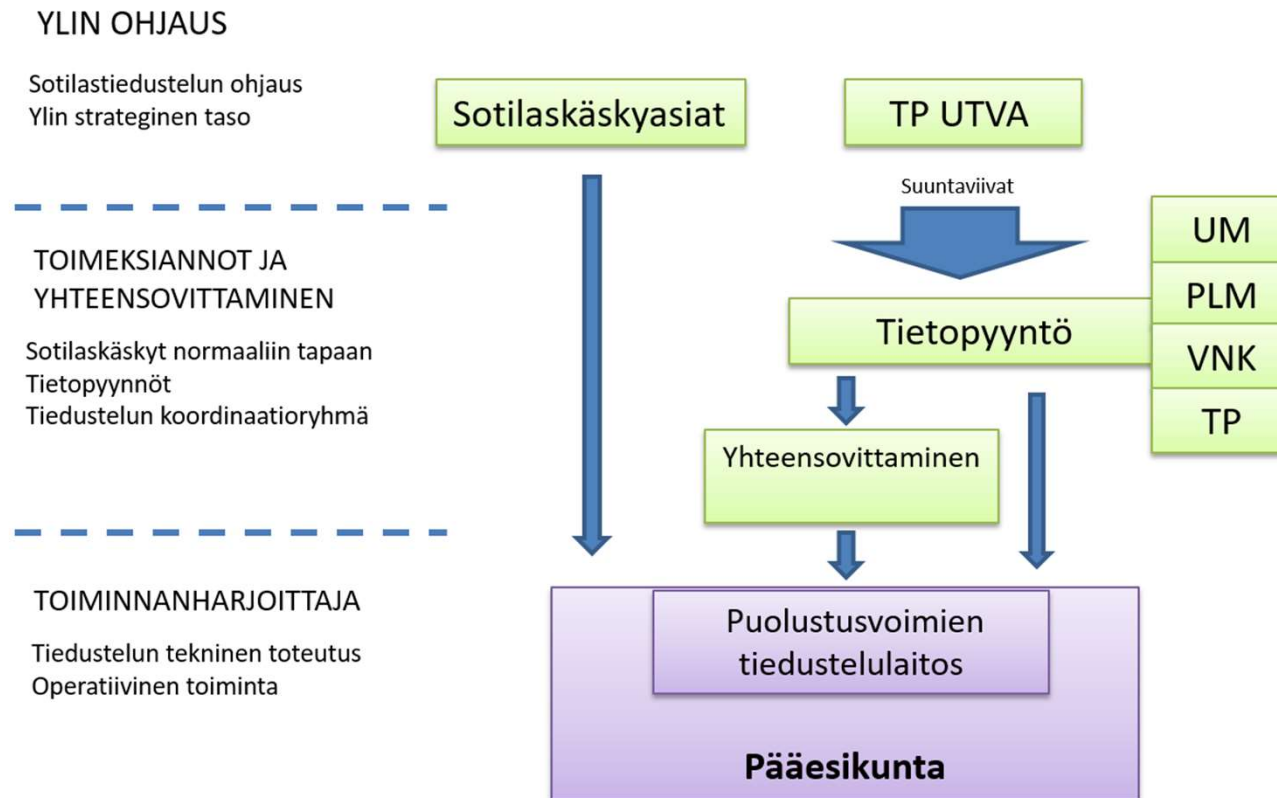 YLIN OHJAUS
Sotilastiedustelun ohjaus
Ylin strateginen taso
Sotilaskäskyasiat
TP UTVA
Suuntaviivat
TOIMEKSIANNOT JA
YHTEENSOVITTAMINEN
Sotilaskäskyt normaaliin tapaan
Tietopyynnöt
Tiedustelun koordinaatioryhmä
Tietopyyntö
UM
PLM
VNK
TP
Yhteensovittaminen
TOIMINNANHARJOITTAJA
Tiedustelun tekninen toteutus
Operatiivinen toiminta
Puolustusvoimien
tiedustelulaitos
Pääesikunta